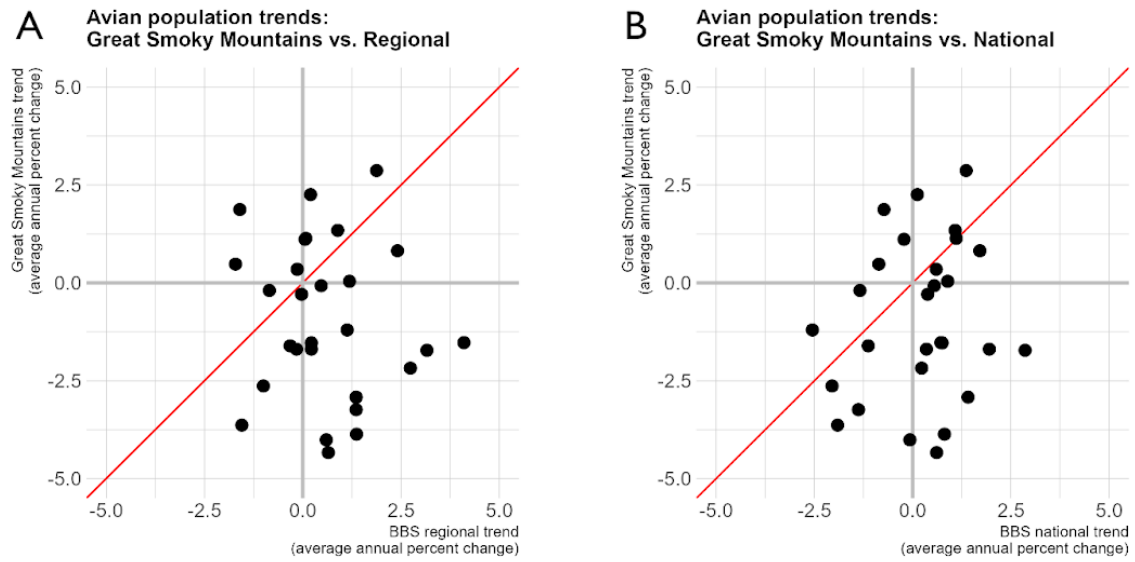 A
Avian population trends:
Great Smoky Mountains vs. Regional
Great Smoky Mountains trend
(average annual percent change)
5.0
2.5
0.0
-2.5
-5.0
-5.0 -2.5 0.0 2.5 5.0
BBS regional trend
(average annual percent change)
B
Avian population trends:
Great Smoky Mountains vs. National
Great Smoky Mountains trend
(average annual percent change)
5.0
2.5
0.0
-2.5
-5.0
-5.0 -2.5 0.0 2.5 5.0
BBS national trend
(average annual percent change)